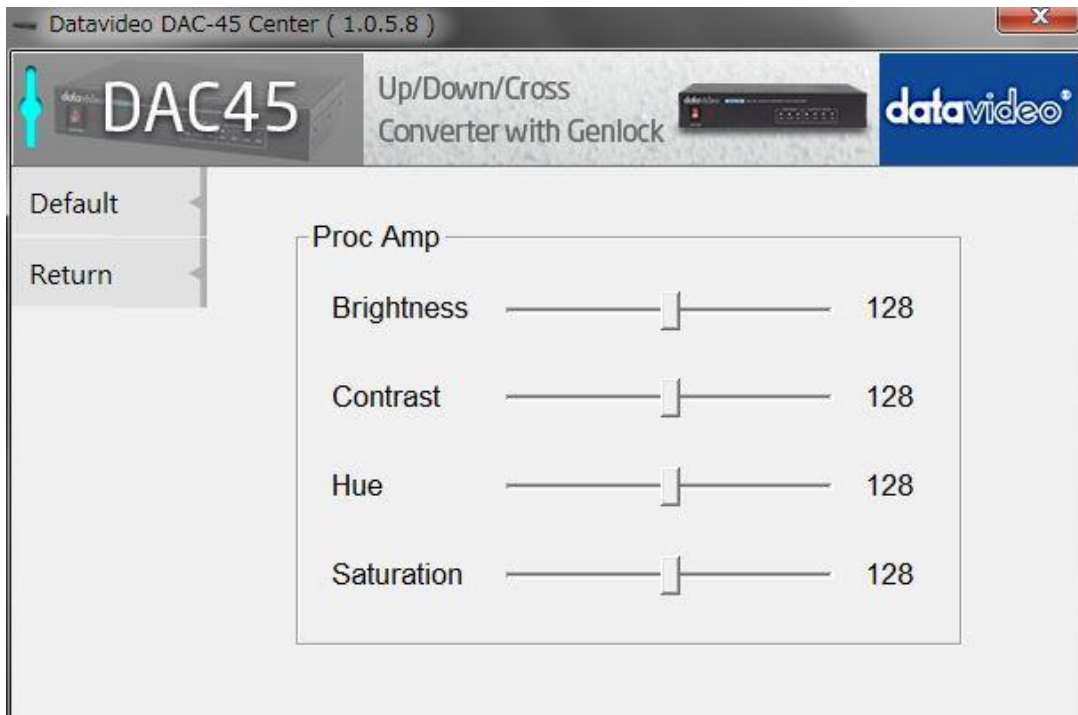 Datavideo DAC-45 Center ( 1.0.5.8 )
x
DAC45
Up/Down/Cross
Converter with Genlock
datavideo®
Default
Return
Proc Amp
Brightness 128
Contrast 128
Hue 128
Saturation 128